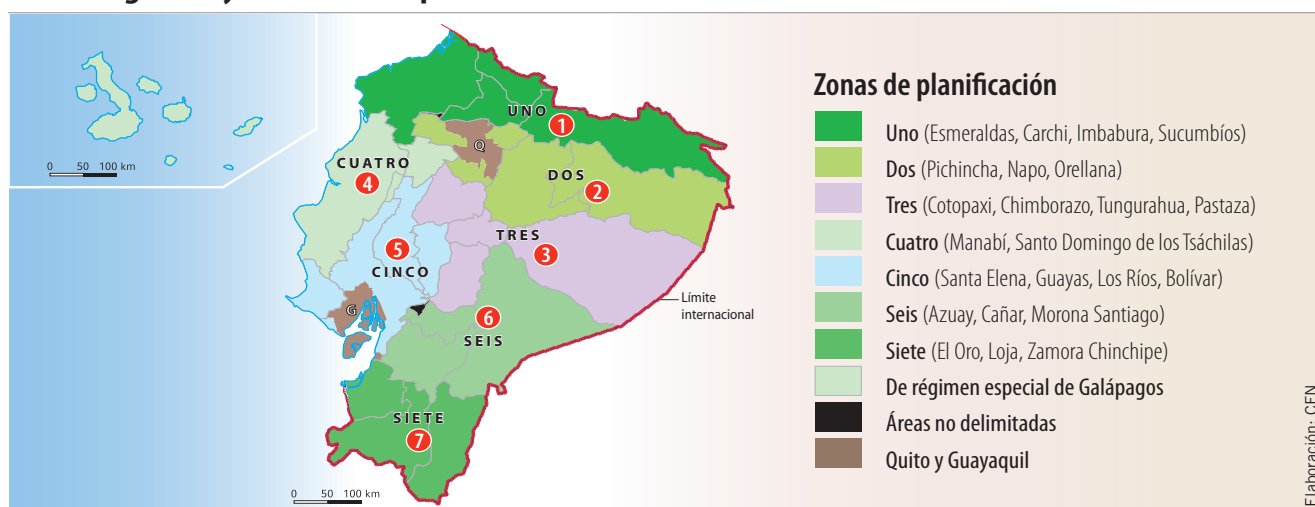 UNO
1
Q
CUATRO
4
DOS
2
TRES
3
5
CINCO
G
Límite
internacional
6
SEIS
SIETE
7
0 50 100 km
0 50 100 km
Zonas de planificación
Uno (Esmeraldas, Carchi, Imbabura, Sucumbíos)
Dos (Pichincha, Napo, Orellana)
Tres (Cotopaxi, Chimborazo, Tungurahua, Pastaza)
Cuatro (Manabí, Santo Domingo de los Tsáchilas)
Cinco (Santa Elena, Guayas, Los Ríos, Bolívar)
Seis (Azuay, Cañar, Morona Santiago)
Siete (El Oro, Loja, Zamora Chinchipe)
De régimen especial de Galápagos
Áreas no delimitadas
Quito y Guayaquil
Elaboración: CEN